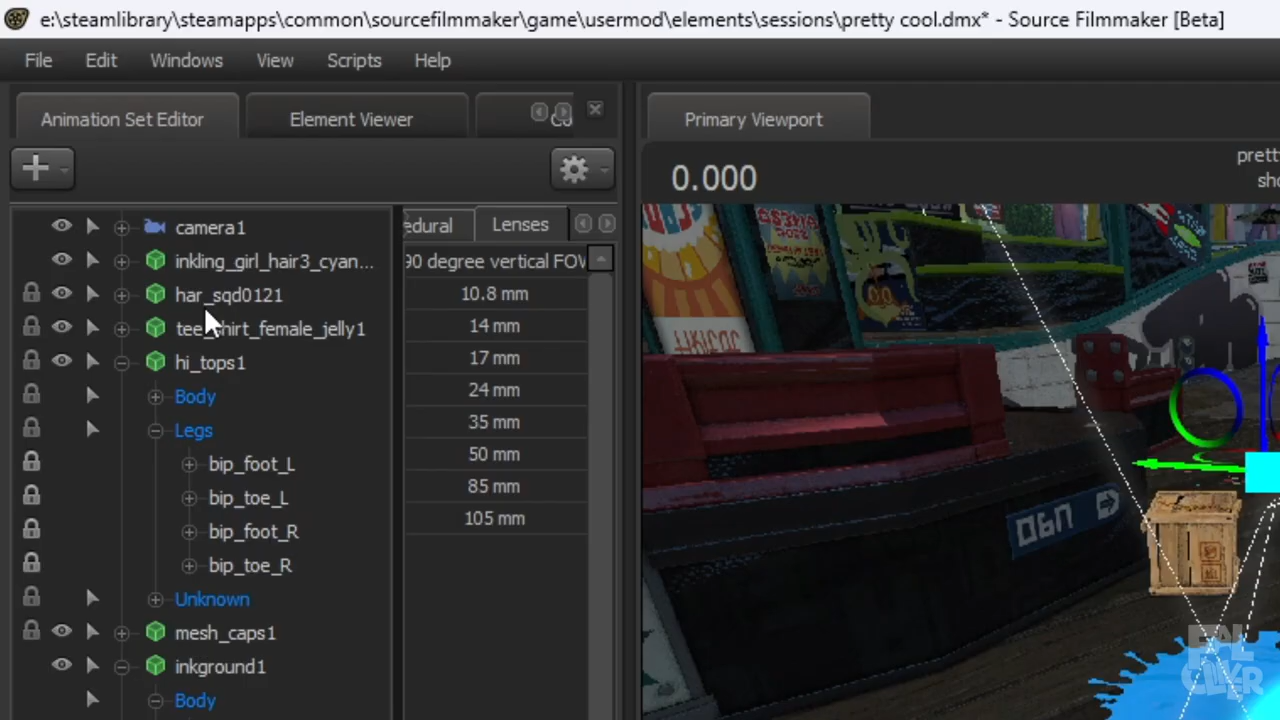 e:\steamlibrary\steamapps\common\sourcefilmmaker\game\usermod\elements\sessions\pretty cool.dmx* - Source Filmmaker [Beta]
File Edit Windows View Scripts Help
Animation Set Editor
Element Viewer
Primary Viewport
0.000
pretty
camera1
inkling_girl_hair3_cyan...
har_sqd0121
tee_shirt_female_jelly1
hi_tops1
Body
Legs
bip_foot_L
bip_toe_L
bip_foot_R
bip_toe_R
Unknown
mesh_caps1
inkground1
Body
edural
Lenses
90 degree vertical FOV
10.8 mm
14 mm
17 mm
24 mm
35 mm
50 mm
85 mm
105 mm